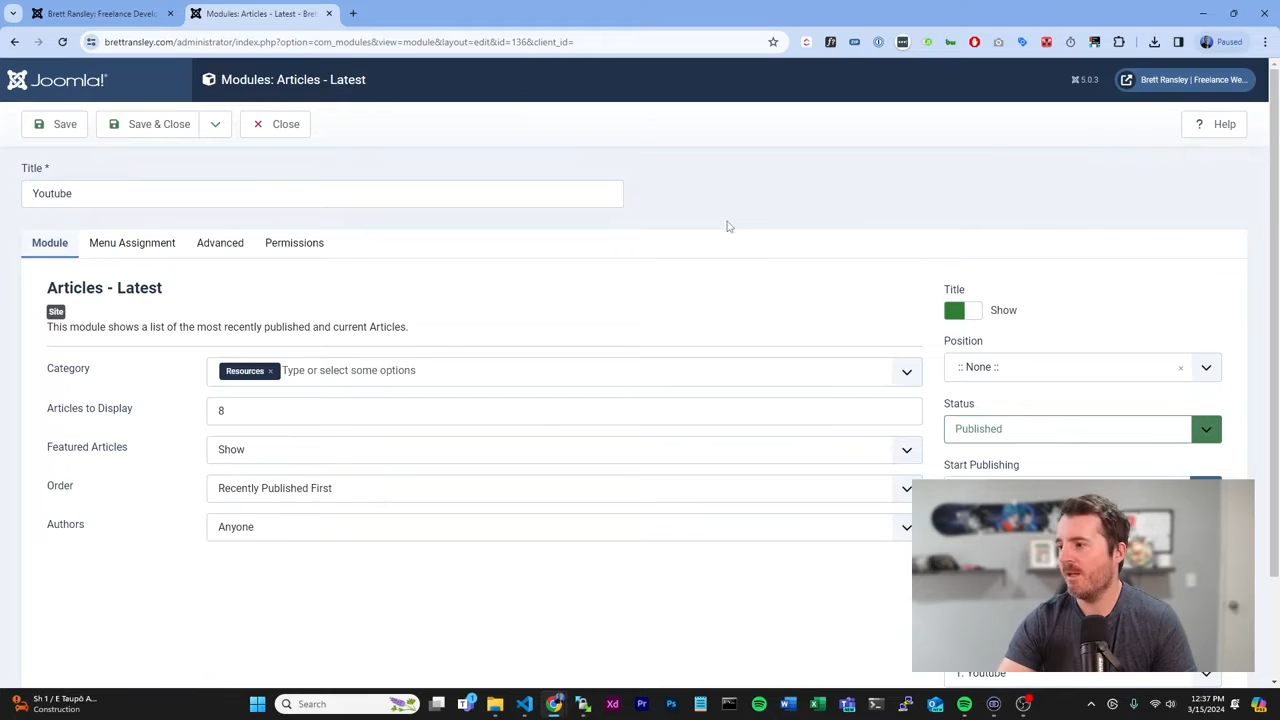 Brett Ransley: Freelance Develo
Modules: Articles - Latest - Bre
brettransley.com/administrator/index.php?option=com_modules&view=module&layout=edit&id=136&client_id=
Paused
Joomla!
Modules: Articles - Latest
5.0.3
Brett Ransley | Freelance We...
Save
Save & Close
Close
? Help
Title *
Youtube
Module
Menu Assignment
Advanced
Permissions
Articles - Latest
Site
This module shows a list of the most recently published and current Articles.
Category
Resources ×
Type or select some options
Articles to Display
8
Featured Articles
Show
Order
Recently Published First
Authors
Anyone
Title
Show
Position
:: None ::
Status
Published
Start Publishing
1. Youtube
Sh 1 / E Taupō A...
Construction
Search
12:37 PM
3/15/2024